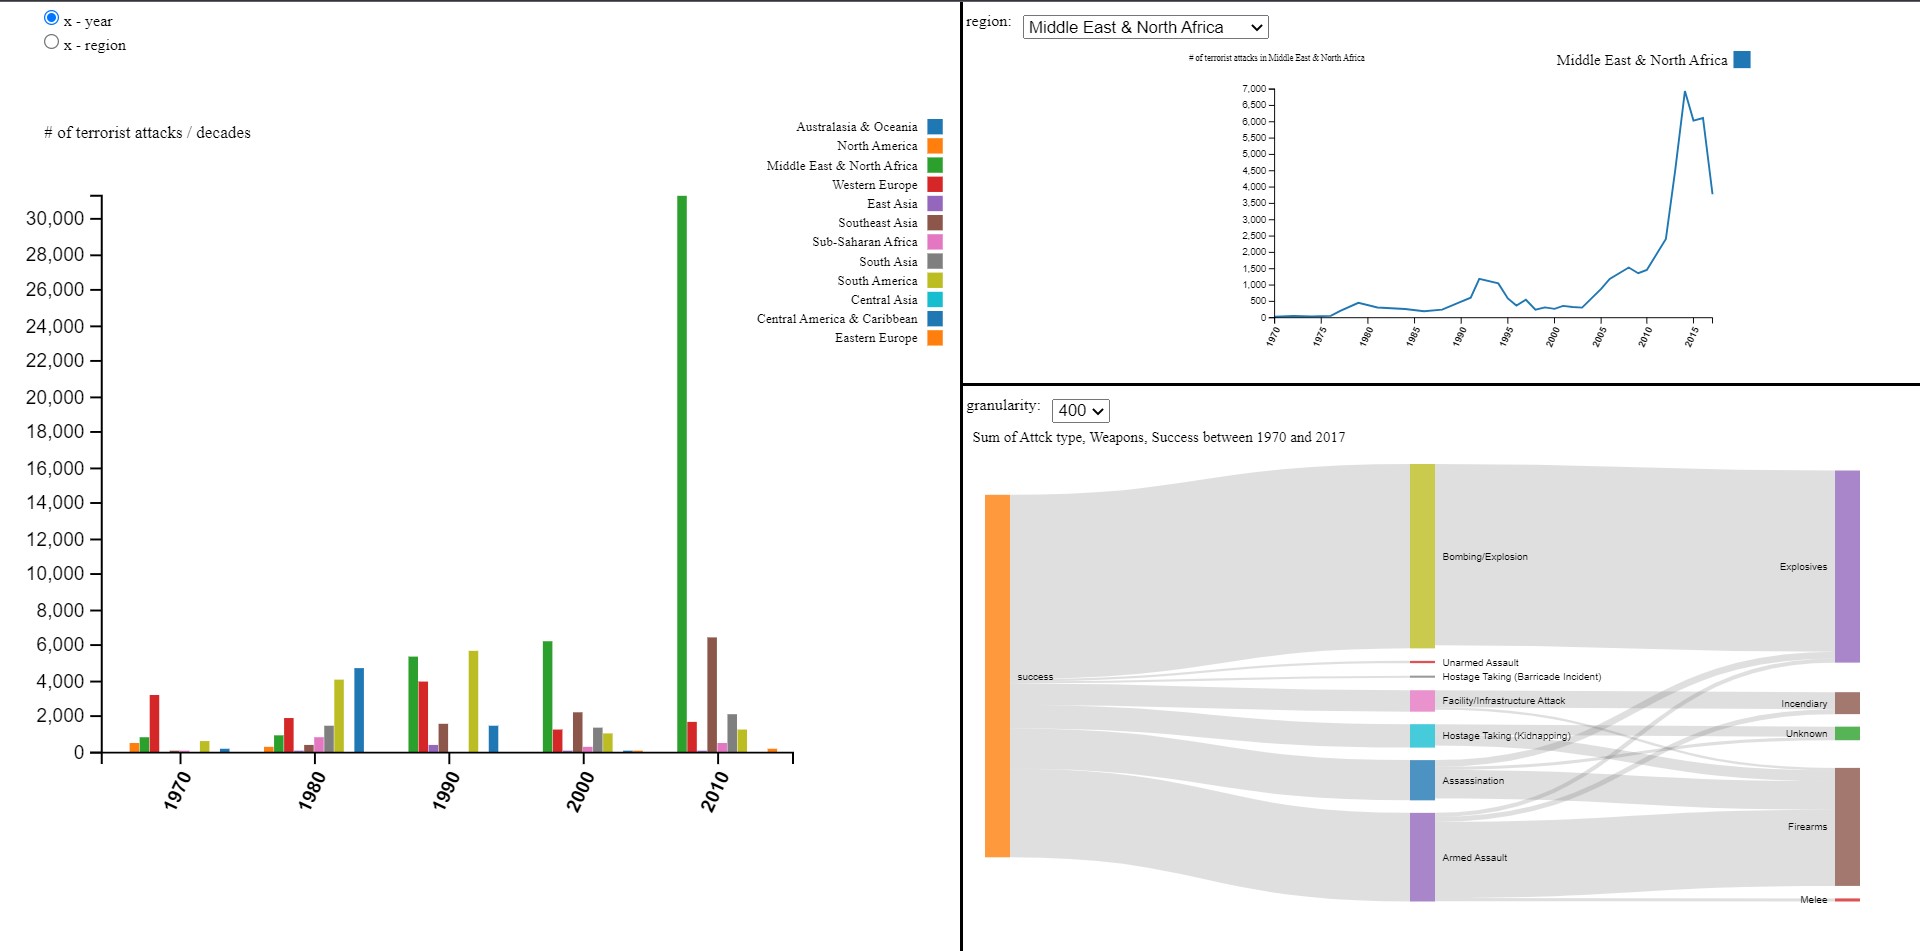 x - year
x - region
# of terrorist attacks / decades
Australasia & Oceania
North America
Middle East & North Africa
Western Europe
East Asia
Southeast Asia
Sub-Saharan Africa
South Asia
South America
Central Asia
Central America & Caribbean
Eastern Europe
30,000
28,000
26,000
24,000
22,000
20,000
18,000
16,000
14,000
12,000
10,000
8,000
6,000
4,000
2,000
0
1970
1980
1990
2000
2010
region:
Middle East & North Africa
# of terrorist attacks in Middle East & North Africa
Middle East & North Africa
7,000
6,500
6,000
5,500
5,000
4,500
4,000
3,500
3,000
2,500
2,000
1,500
1,000
500
0
1970
1975
1980
1985
1990
1995
2000
2005
2010
2015
granularity:
400
Sum of Attck type, Weapons, Success between 1970 and 2017
success
Bombing/Explosion
Unarmed Assault
Hostage Taking (Barricade Incident)
Facility/Infrastructure Attack
Hostage Taking (Kidnapping)
Assassination
Armed Assault
Explosives
Incendiary
Unknown
Firearms
Melee